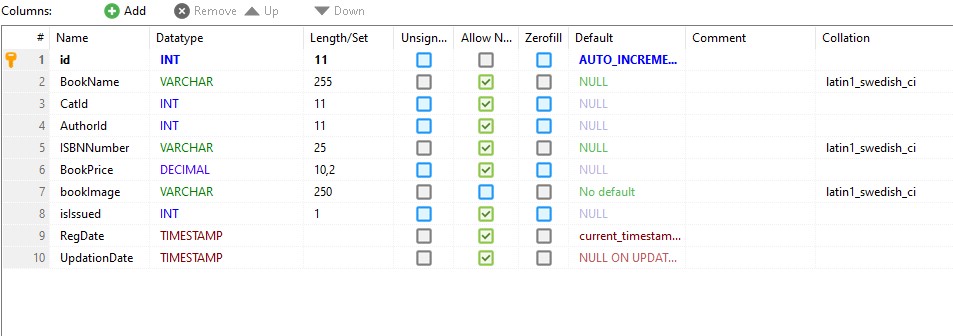 Columns: Add Remove Up Down
# Name Datatype Length/Set Unsign... Allow N... Zerofill Default Comment Collation
1 id INT 11 AUTO_INCREME...
2 BookName VARCHAR 255 NULL latin1_swedish_ci
3 CatId INT 11 NULL
4 AuthorId INT 11 NULL
5 ISBNNumber VARCHAR 25 NULL latin1_swedish_ci
6 BookPrice DECIMAL 10,2 NULL
7 bookImage VARCHAR 250 No default latin1_swedish_ci
8 isIssued INT 1 NULL
9 RegDate TIMESTAMP current_timestam...
10 UpdationDate TIMESTAMP NULL ON UPDAT...